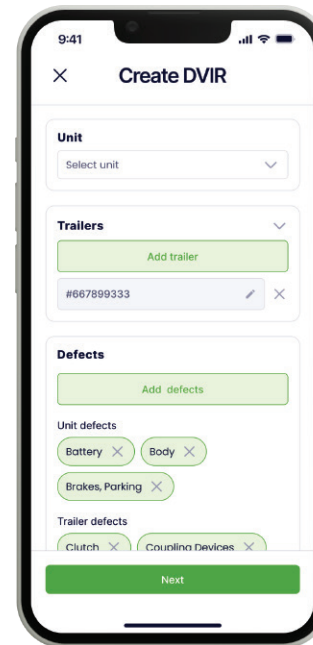 9:41
Create DVIR
Unit
Select unit
Trailers
Add trailer
#667899333
Defects
Add defects
Unit defects
Battery Body
Brakes, Parking
Trailer defects
Clutch Coupling Devices
Next